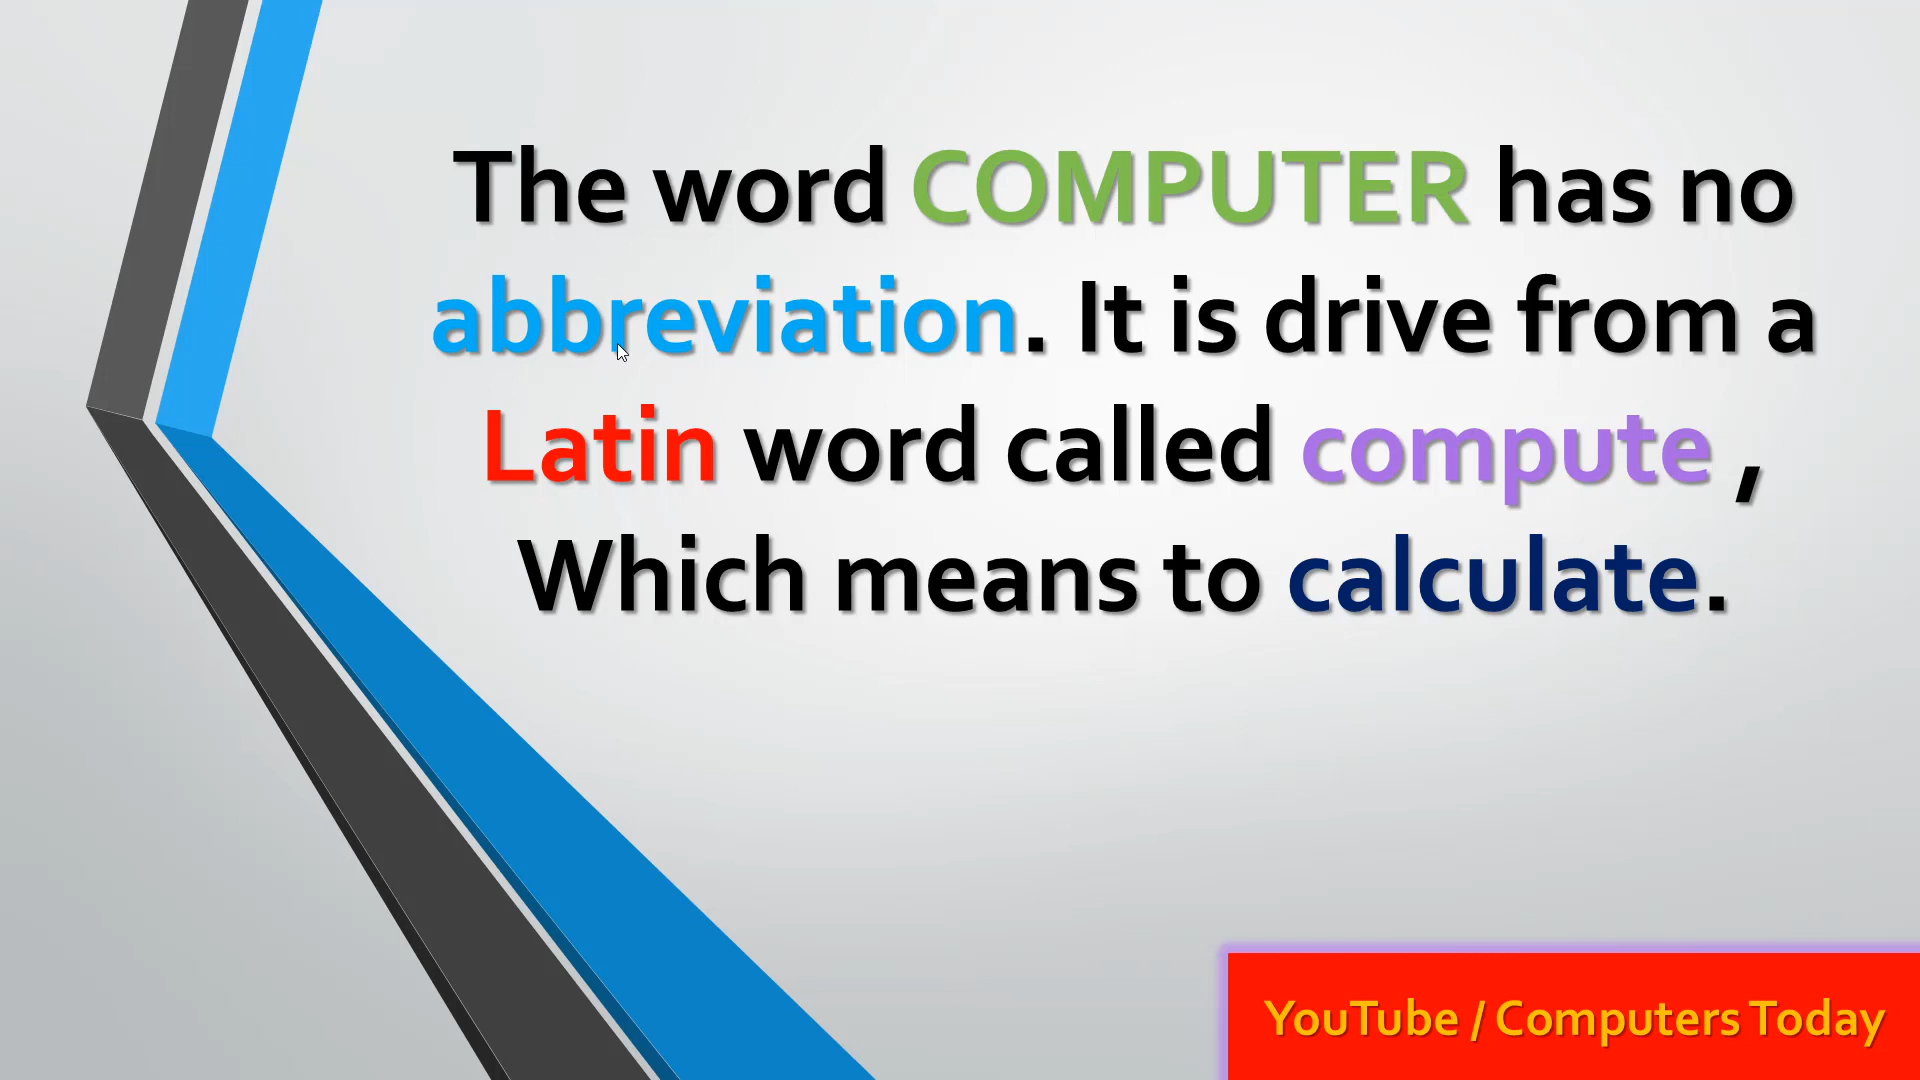 The word COMPUTER has no
abbreviation. It is drive from a
Latin word called compute ,
Which means to calculate.
YouTube / Computers Today